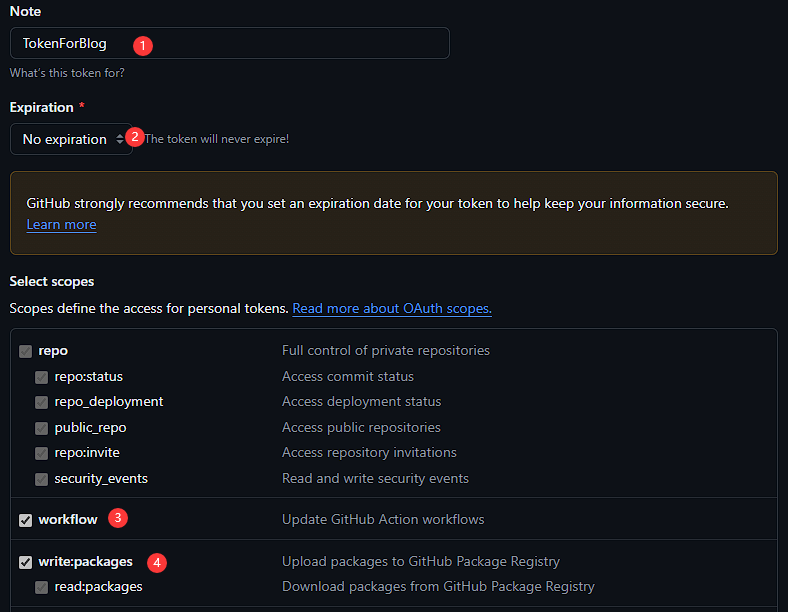 Note
TokenForBlog 1
What's this token for?
Expiration *
No expiration 2 The token will never expire!
GitHub strongly recommends that you set an expiration date for your token to help keep your information secure.
Learn more
Select scopes
Scopes define the access for personal tokens. Read more about OAuth scopes.
repo Full control of private repositories
repo:status Access commit status
repo_deployment Access deployment status
public_repo Access public repositories
repo:invite Access repository invitations
security_events Read and write security events
workflow 3 Update GitHub Action workflows
write:packages 4 Upload packages to GitHub Package Registry
read:packages Download packages from GitHub Package Registry